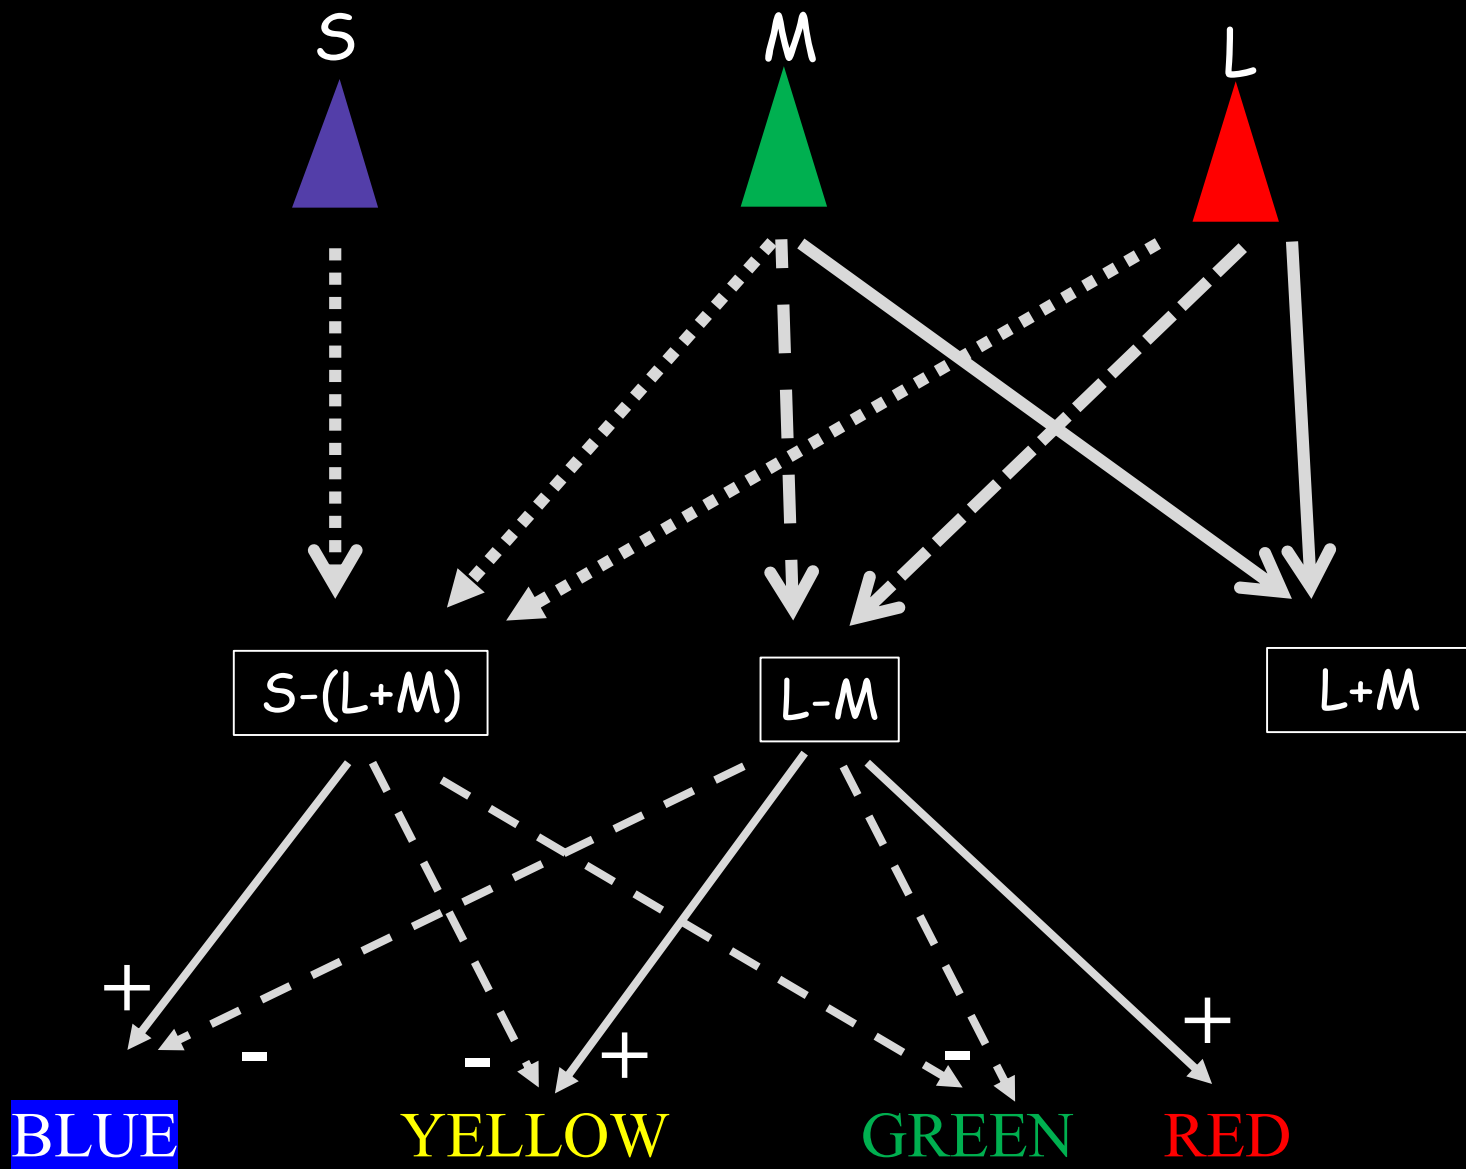 S M L
S-(L+M) L-M L+M
+ - - + - +
BLUE YELLOW GREEN RED